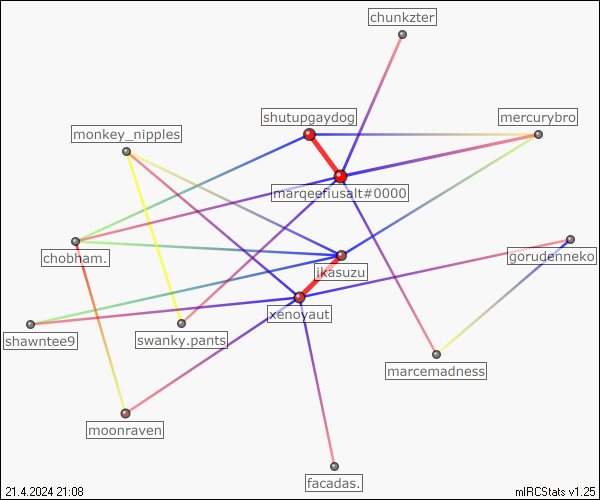 chunkzter
shutupgaydog
mercurybro
monkey_nipples
marqeefiusalt#0000
chobham.
gorudenneko
ikasuzu
xenoyaut
shawntee9
swanky.pants
marcemadness
moonraven
facadas.
21.4.2024 21:08
mIRCStats v1.25